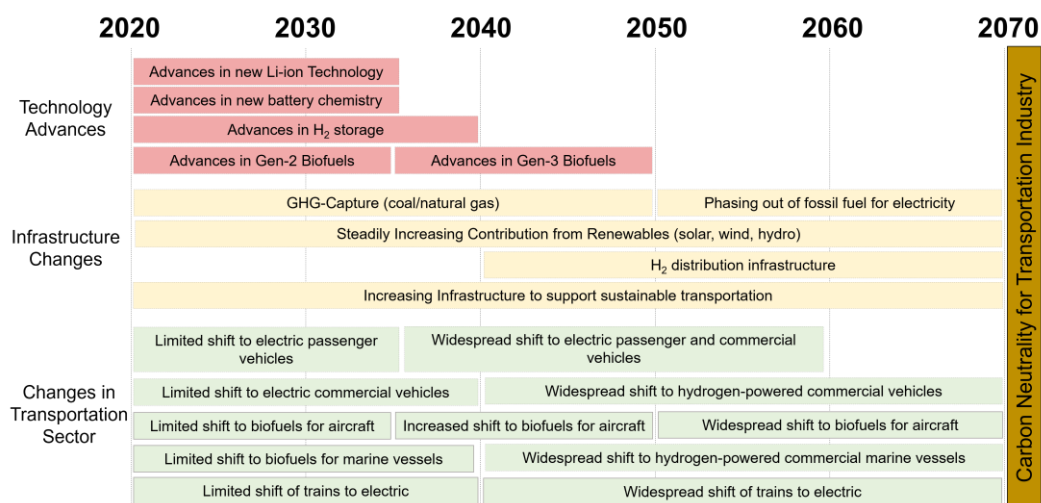 2020 2030 2040 2050 2060 2070
Technology
Advances
Advances in new Li-ion Technology
Advances in new battery chemistry
Advances in H₂ storage
Advances in Gen-2 Biofuels Advances in Gen-3 Biofuels
Infrastructure
Changes
GHG-Capture (coal/natural gas) Phasing out of fossil fuel for electricity
Steadily Increasing Contribution from Renewables (solar, wind, hydro)
H₂ distribution infrastructure
Increasing Infrastructure to support sustainable transportation
Changes in
Transportation
Sector
Limited shift to electric passenger
vehicles
Widespread shift to electric passenger and commercial
vehicles
Limited shift to electric commercial vehicles Widespread shift to hydrogen-powered commercial vehicles
Limited shift to biofuels for aircraft Increased shift to biofuels for aircraft Widespread shift to biofuels for aircraft
Limited shift to biofuels for marine vessels Widespread shift to hydrogen-powered commercial marine vessels
Limited shift of trains to electric Widespread shift of trains to electric
Carbon Neutrality for Transportation Industry